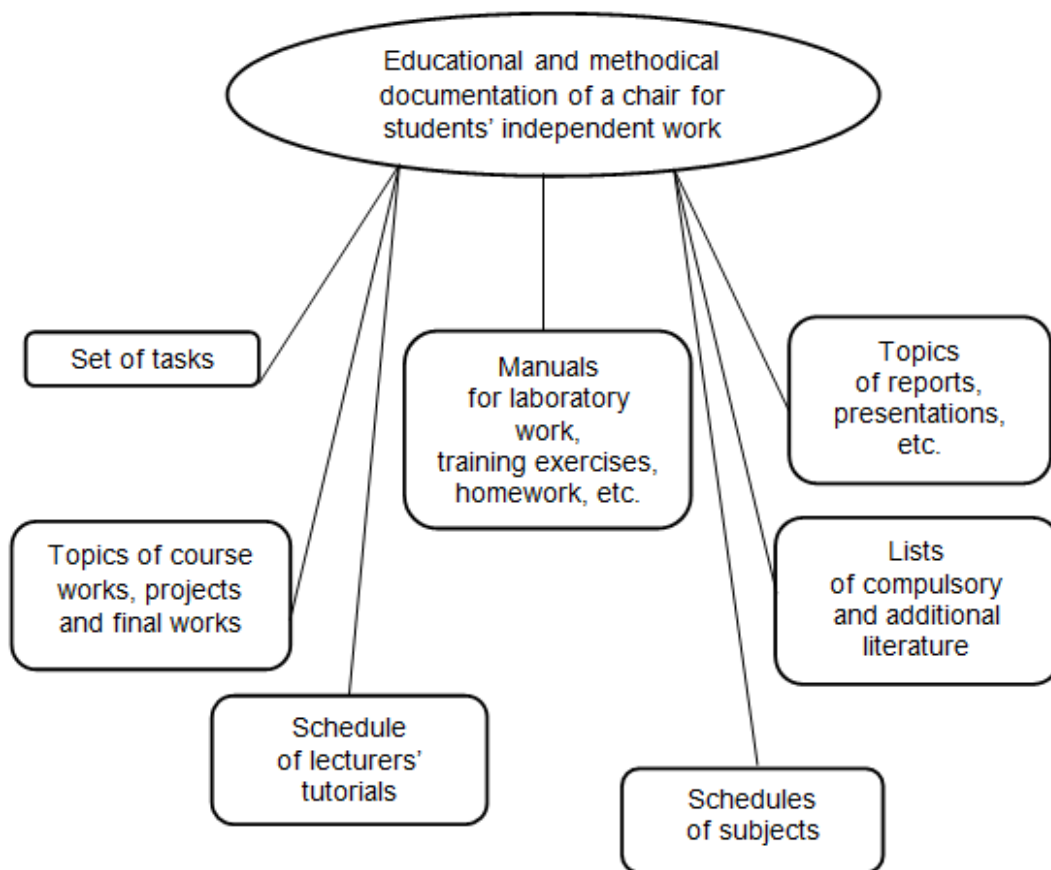 Educational and methodical
documentation of a chair for
students’ independent work
Set of tasks
Manuals
for laboratory
work,
training exercises,
homework, etc.
Topics
of reports,
presentations,
etc.
Topics of course
works, projects
and final works
Lists
of compulsory
and additional
literature
Schedule
of lecturers’
tutorials
Schedules
of subjects